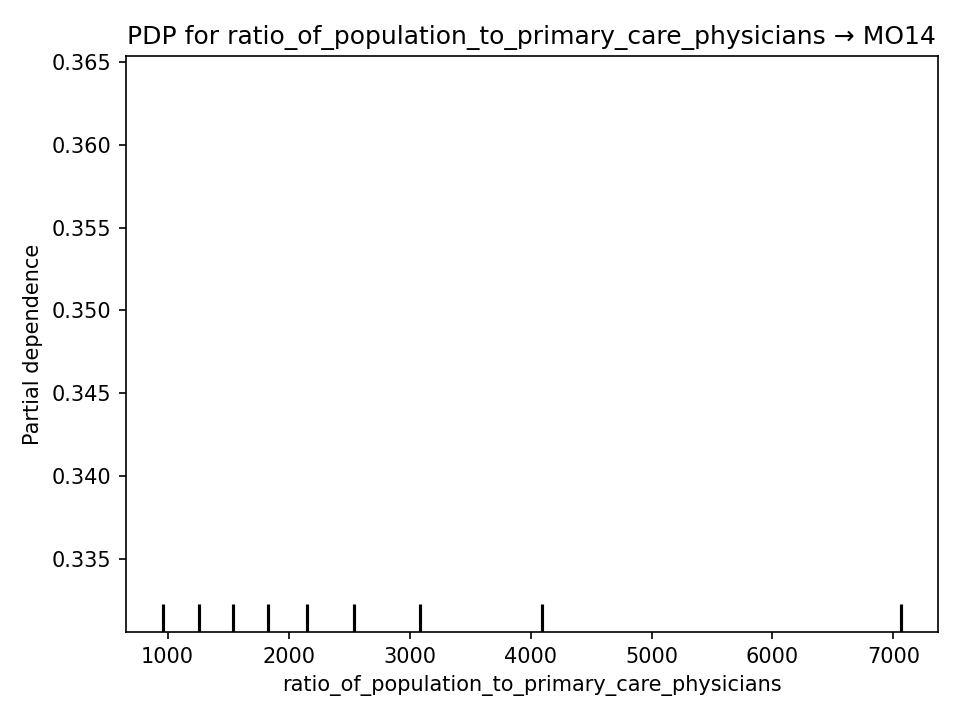 PDP for ratio_of_population_to_primary_care_physicians → MO14
0.365
0.360
0.355
0.350
0.345
0.340
0.335
Partial dependence
1000 2000 3000 4000 5000 6000 7000
ratio_of_population_to_primary_care_physicians